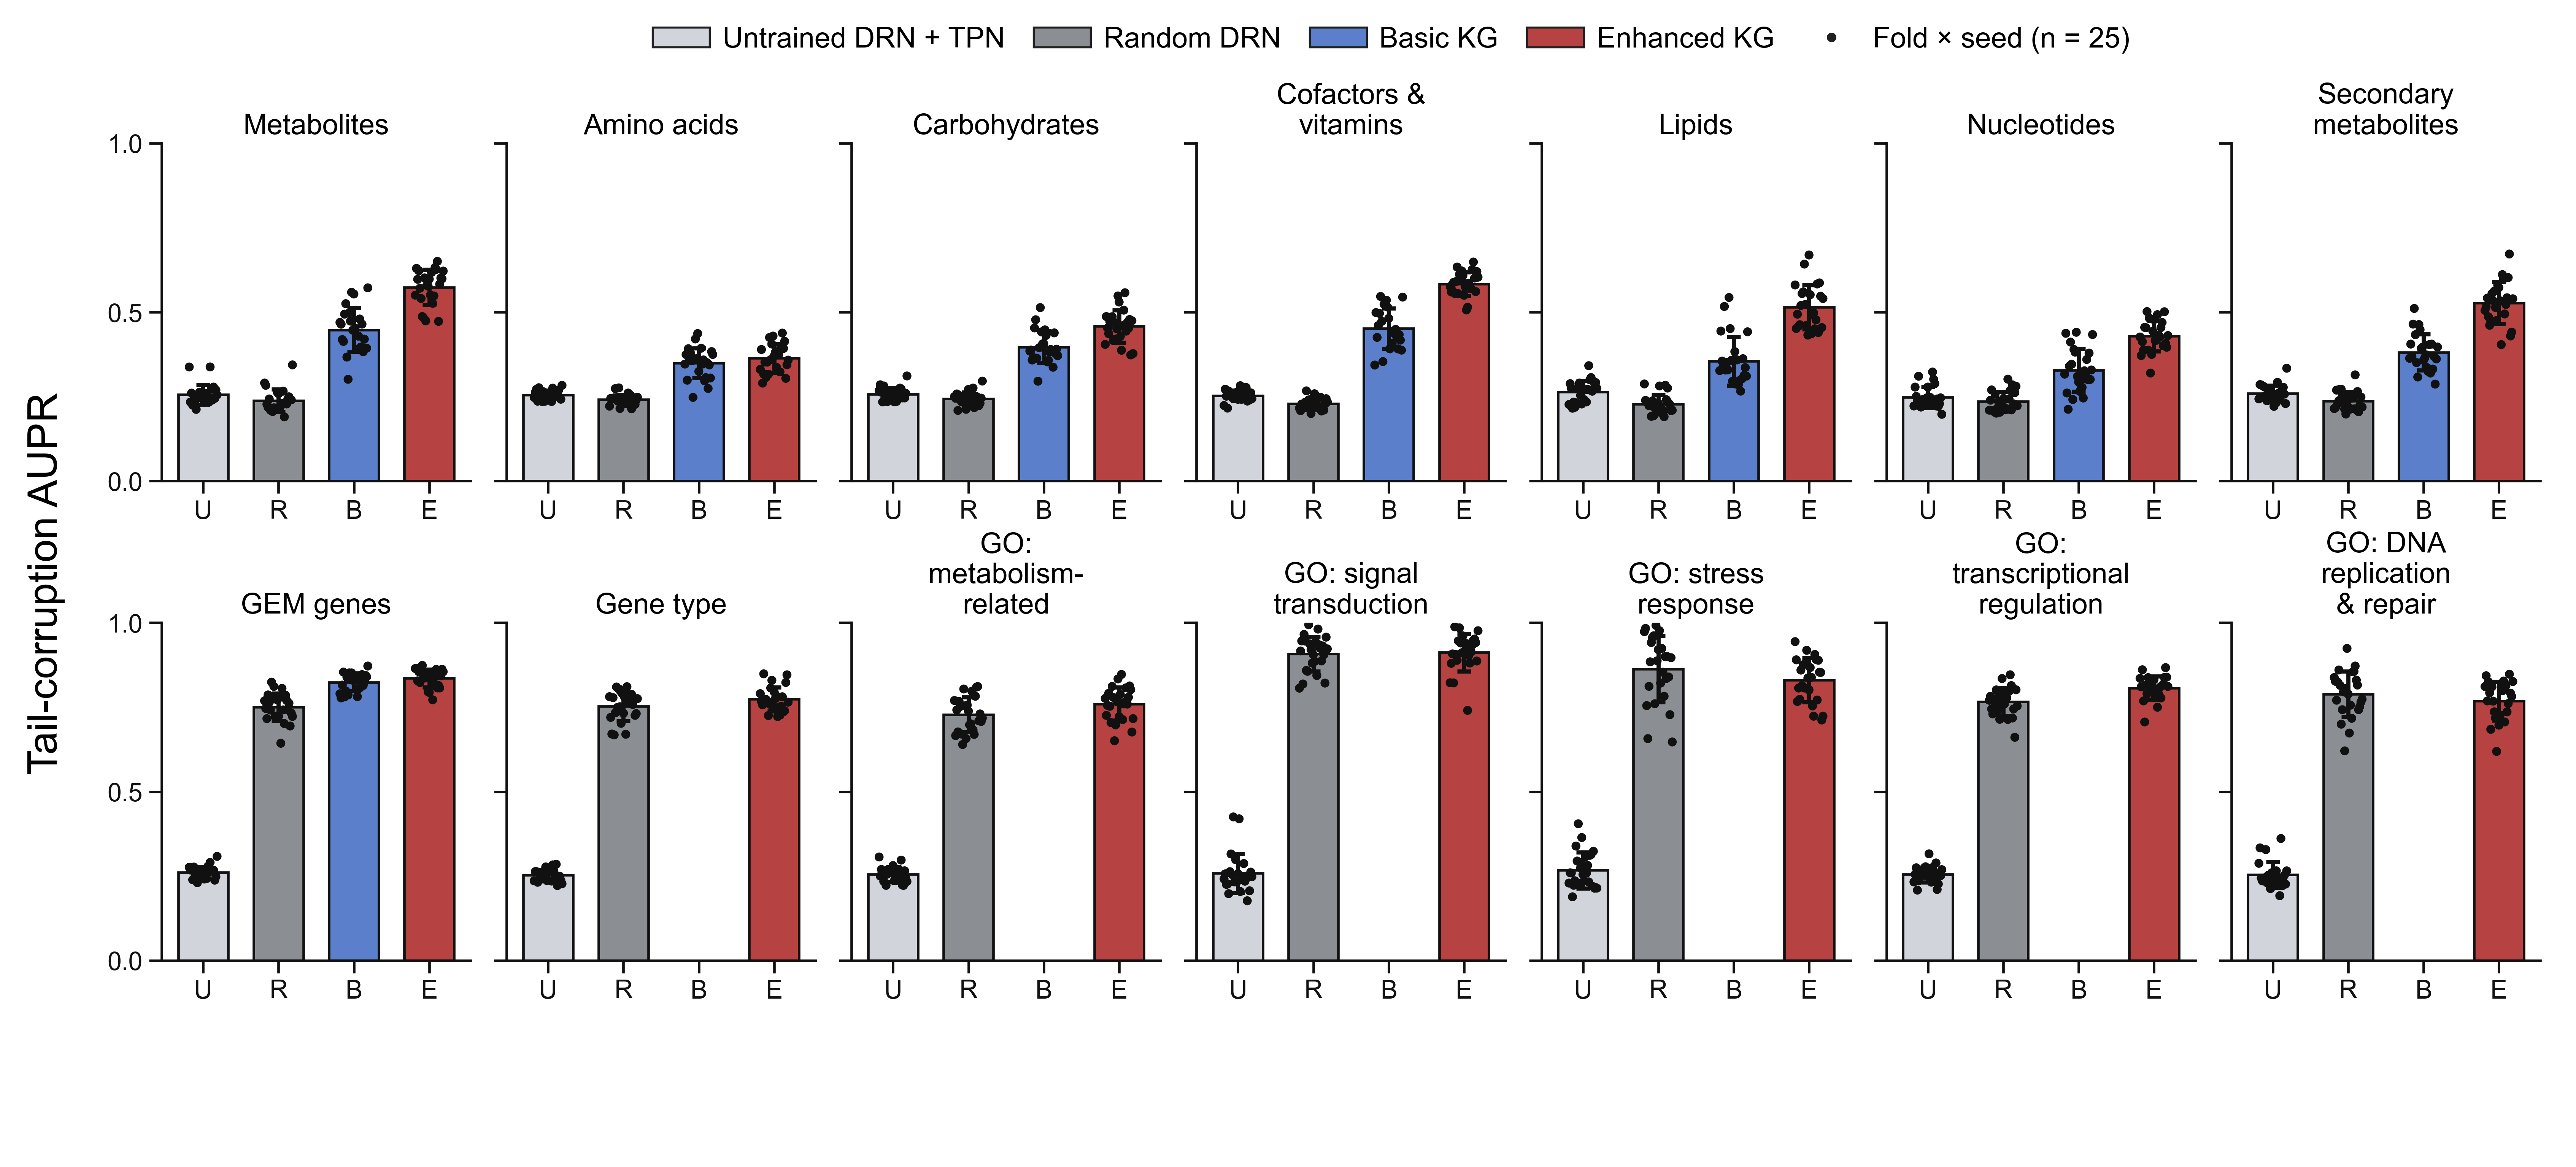 Untrained DRN + TPN Random DRN Basic KG Enhanced KG Fold × seed (n = 25)
Tail-corruption AUPR
Metabolites
Amino acids
Carbohydrates
Cofactors &
vitamins
Lipids
Nucleotides
Secondary
metabolites
1.0
0.5
0.0
U R B E
U R B E
U R B E
U R B E
U R B E
U R B E
U R B E
GEM genes
Gene type
GO:
metabolism-
related
GO: signal
transduction
GO: stress
response
GO:
transcriptional
regulation
GO: DNA
replication
& repair
1.0
0.5
0.0
U R B E
U R B E
U R B E
U R B E
U R B E
U R B E
U R B E